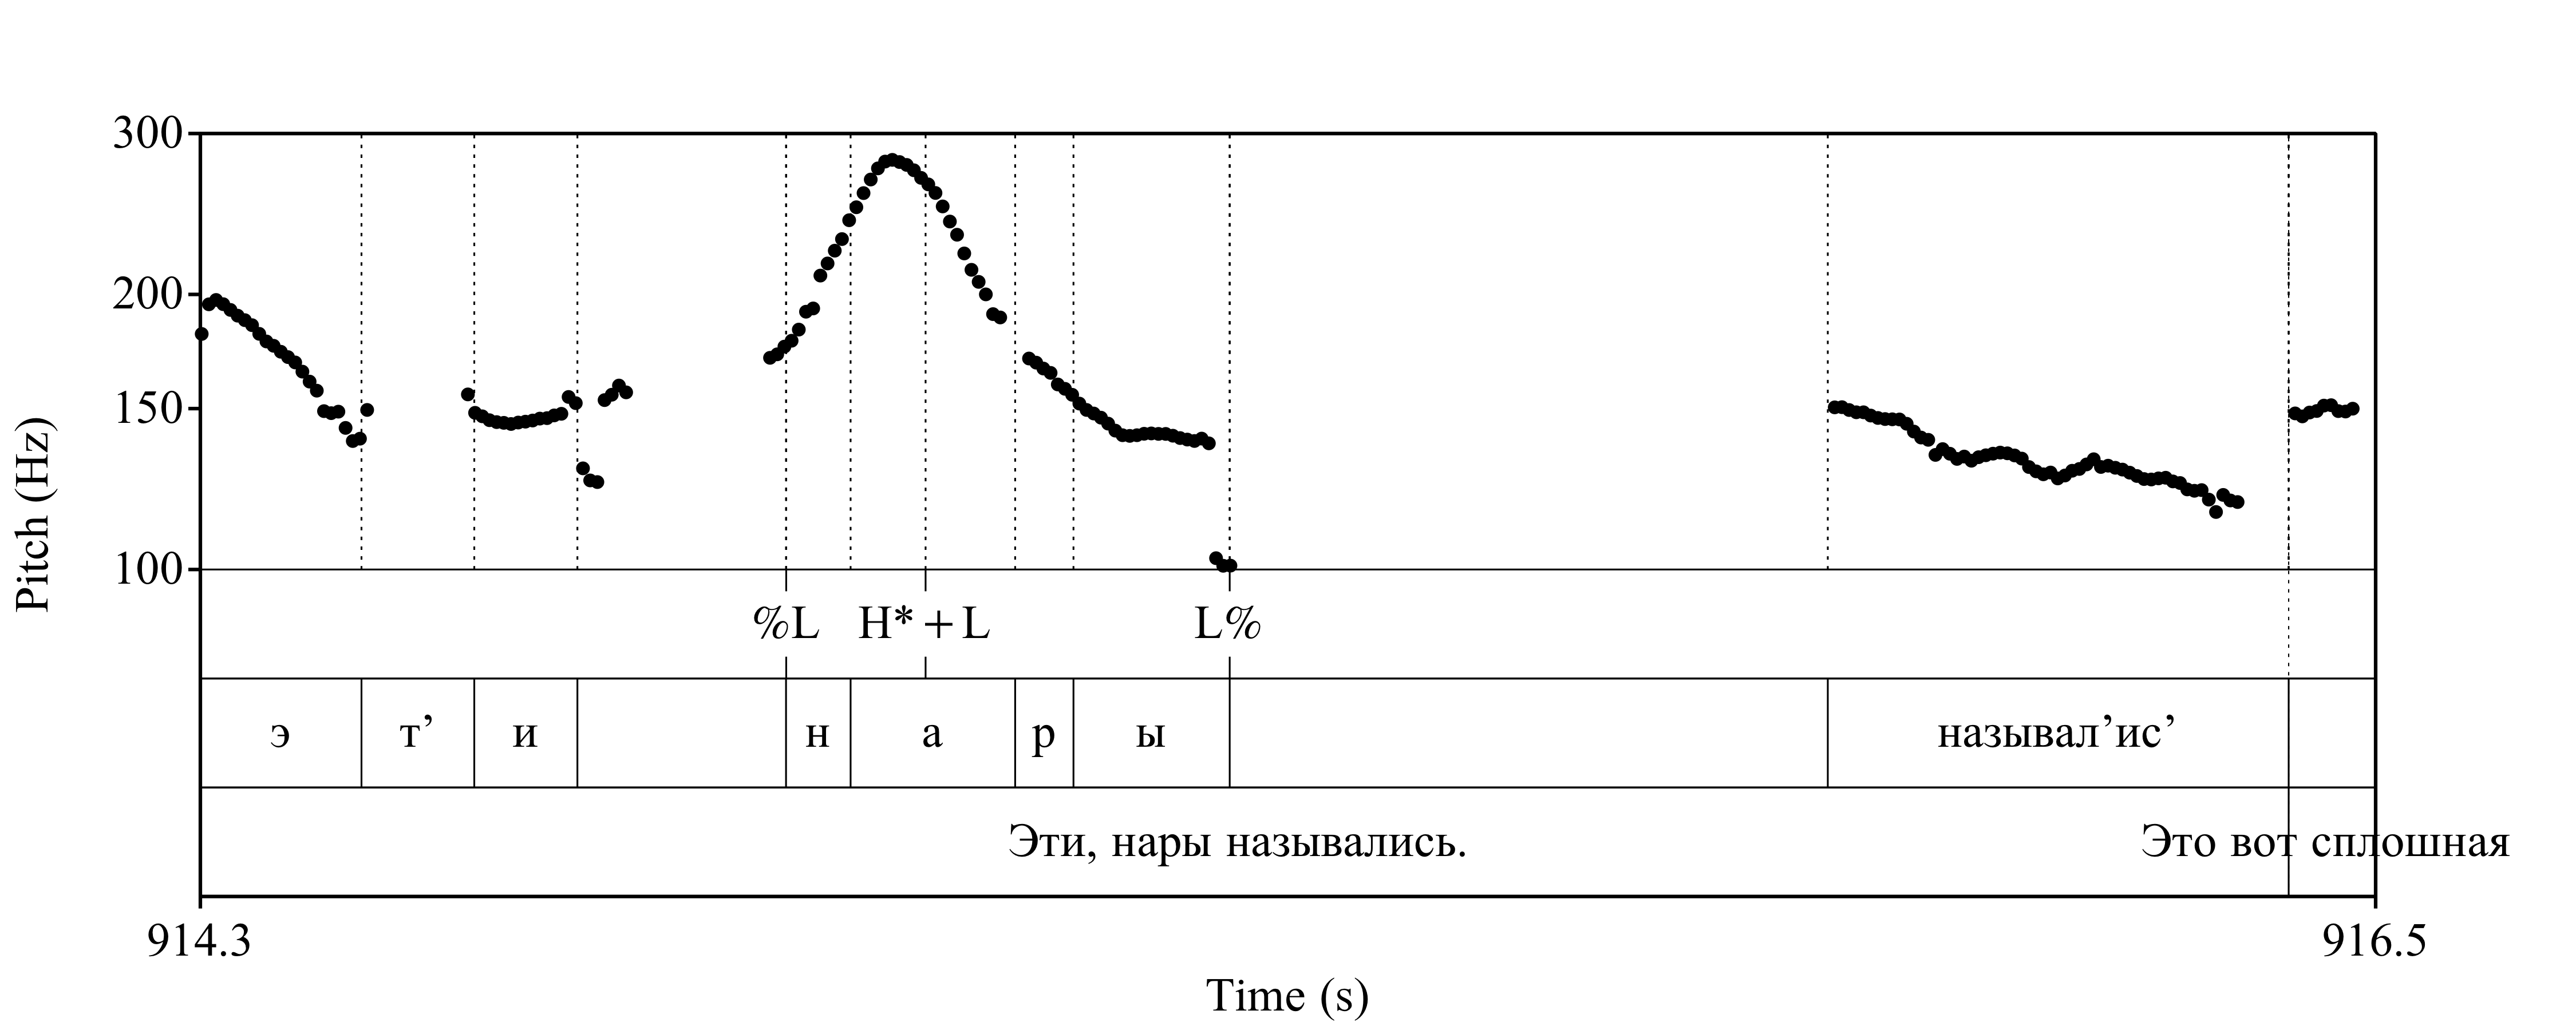 300
200
150
100
Pitch (Hz)
%L H*+L L%
э т’ и н а р ы называл’ис’
Эти, нары назывались. Это вот сплошная
914.3 916.5
Time (s)